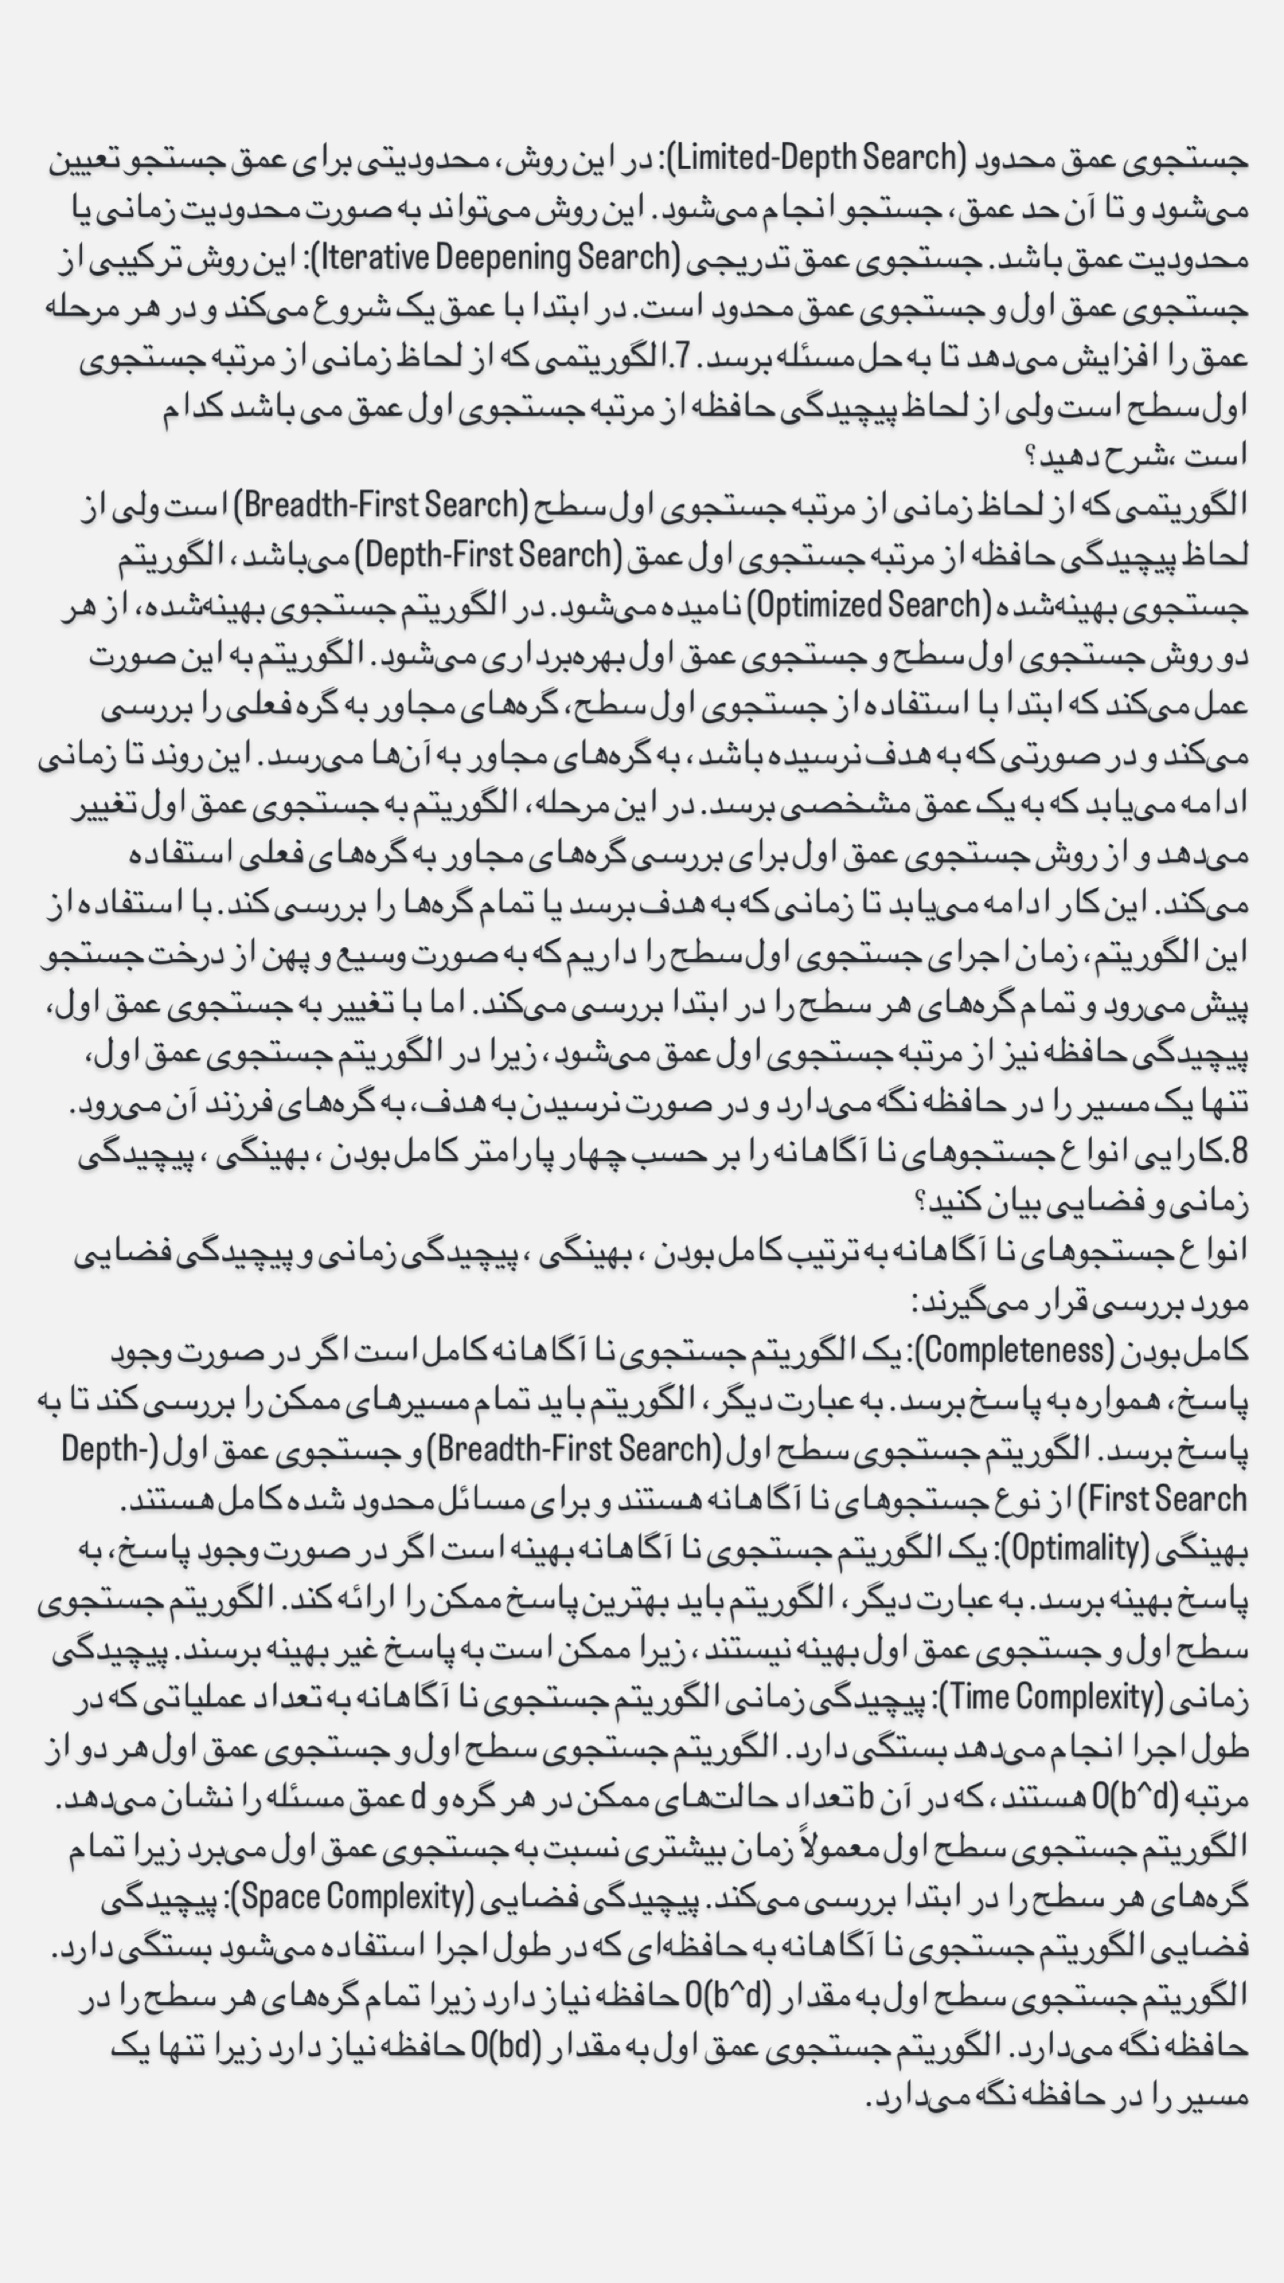 جستجوی عمق محدود (Limited-Depth Search): در این روش، محدودیتی برای عمق جستجو تعیین
می‌شود و تا آن حد عمق، جستجو انجام می‌شود. این روش می‌تواند به صورت محدودیت زمانی یا
محدودیت عمق باشد. جستجوی عمق تدریجی (Iterative Deepening Search): این روش ترکیبی از
جستجوی عمق اول و جستجوی عمق محدود است. در ابتدا با عمق یک شروع می‌کند و در هر مرحله
عمق را افزایش می‌دهد تا به حل مسئله برسد. 7.الگوریتمی که از لحاظ زمانی از مرتبه جستجوی
اول سطح است ولی از لحاظ پیچیدگی حافظه از مرتبه جستجوی اول عمق می باشد کدام
است ،شرح دهید؟
الگوریتمی که از لحاظ زمانی از مرتبه جستجوی اول سطح (Breadth-First Search) است ولی از
لحاظ پیچیدگی حافظه از مرتبه جستجوی اول عمق (Depth-First Search) می‌باشد، الگوریتم
جستجوی بهینه‌شده (Optimized Search) نامیده می‌شود. در الگوریتم جستجوی بهینه‌شده، از هر
دو روش جستجوی اول سطح و جستجوی عمق اول بهره‌برداری می‌شود. الگوریتم به این صورت
عمل می‌کند که ابتدا با استفاده از جستجوی اول سطح، گره‌های مجاور به گره فعلی را بررسی
می‌کند و در صورتی که به هدف نرسیده باشد، به گره‌های مجاور به آن‌ها می‌رسد. این روند تا زمانی
ادامه می‌یابد که به یک عمق مشخصی برسد. در این مرحله، الگوریتم به جستجوی عمق اول تغییر
می‌دهد و از روش جستجوی عمق اول برای بررسی گره‌های مجاور به گره‌های فعلی استفاده
می‌کند. این کار ادامه می‌یابد تا زمانی که به هدف برسد یا تمام گره‌ها را بررسی کند. با استفاده از
این الگوریتم، زمان اجرای جستجوی اول سطح را داریم که به صورت وسیع و پهن از درخت جستجو
پیش می‌رود و تمام گره‌های هر سطح را در ابتدا بررسی می‌کند. اما با تغییر به جستجوی عمق اول،
پیچیدگی حافظه نیز از مرتبه جستجوی اول عمق می‌شود، زیرا در الگوریتم جستجوی عمق اول،
تنها یک مسیر را در حافظه نگه می‌دارد و در صورت نرسیدن به هدف، به گره‌های فرزند آن می‌رود.
8.کارایی انواع جستجوهای نا آگاهانه را بر حسب چهار پارامتر کامل بودن ، بهینگی ، پیچیدگی
زمانی و فضایی بیان کنید؟
انواع جستجوهای نا آگاهانه به ترتیب کامل بودن ، بهینگی ، پیچیدگی زمانی و پیچیدگی فضایی
مورد بررسی قرار می‌گیرند:
کامل بودن (Completeness): یک الگوریتم جستجوی نا آگاهانه کامل است اگر در صورت وجود
پاسخ، همواره به پاسخ برسد. به عبارت دیگر، الگوریتم باید تمام مسیرهای ممکن را بررسی کند تا به
پاسخ برسد. الگوریتم جستجوی سطح اول (Breadth-First Search) و جستجوی عمق اول (Depth-
First Search) از نوع جستجوهای نا آگاهانه هستند و برای مسائل محدود شده کامل هستند.
بهینگی (Optimality): یک الگوریتم جستجوی نا آگاهانه بهینه است اگر در صورت وجود پاسخ، به
پاسخ بهینه برسد. به عبارت دیگر، الگوریتم باید بهترین پاسخ ممکن را ارائه کند. الگوریتم جستجوی
سطح اول و جستجوی عمق اول بهینه نیستند، زیرا ممکن است به پاسخ غیر بهینه برسند. پیچیدگی
زمانی (Time Complexity): پیچیدگی زمانی الگوریتم جستجوی نا آگاهانه به تعداد عملیاتی که در
طول اجرا انجام می‌دهد بستگی دارد. الگوریتم جستجوی سطح اول و جستجوی عمق اول هر دو از
مرتبه O(b^d) هستند، که در آن b تعداد حالت‌های ممکن در هر گره و d عمق مسئله را نشان می‌دهد.
الگوریتم جستجوی سطح اول معمولاً زمان بیشتری نسبت به جستجوی عمق اول می‌برد زیرا تمام
گره‌های هر سطح را در ابتدا بررسی می‌کند. پیچیدگی فضایی (Space Complexity): پیچیدگی
فضایی الگوریتم جستجوی نا آگاهانه به حافظه‌ای که در طول اجرا استفاده می‌شود بستگی دارد.
الگوریتم جستجوی سطح اول به مقدار O(b^d) حافظه نیاز دارد زیرا تمام گره‌های هر سطح را در
حافظه نگه می‌دارد. الگوریتم جستجوی عمق اول به مقدار O(bd) حافظه نیاز دارد زیرا تنها یک
مسیر را در حافظه نگه می‌دارد.